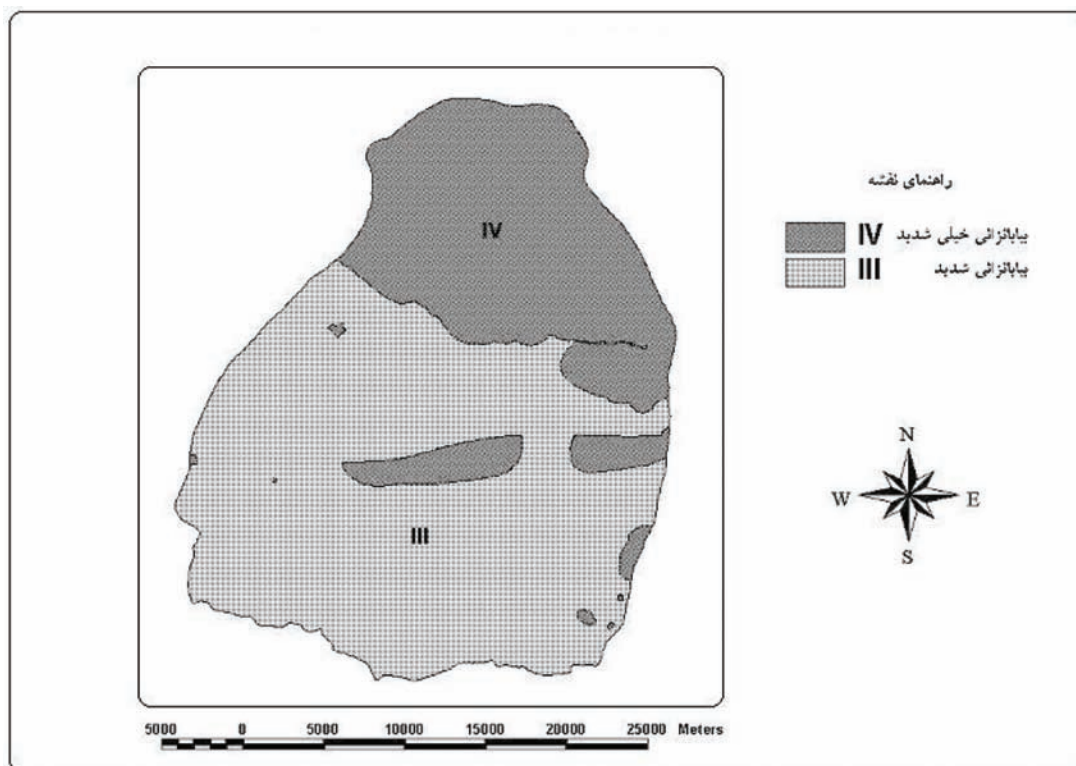 راهنمای نقشه
IV بیابانزائی خیلی شدید
III بیابانزائی شدید
IV
III
N
W E
S
5000 0 5000 10000 15000 20000 25000 Meters